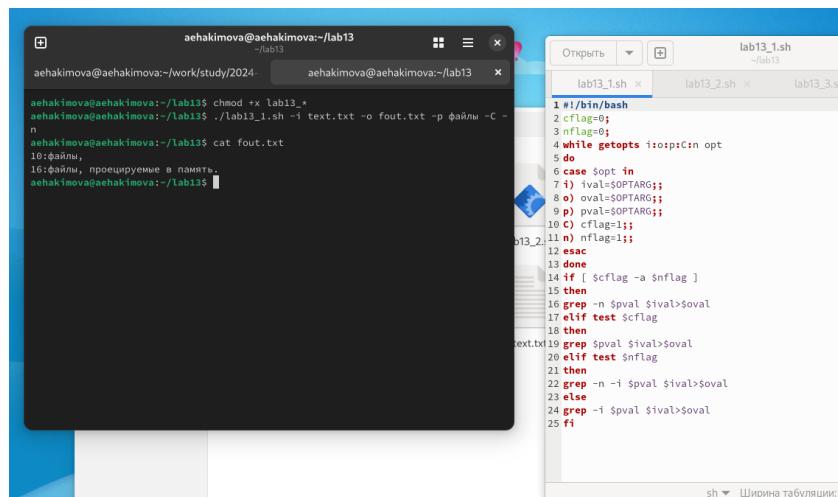 aehakimova@aehakimova:~/lab13
~/lab13
aehakimova@aehakimova:~/work/study/2024-
aehakimova@aehakimova:~/lab13
aehakimova@aehakimova:~/lab13$ chmod +x lab13_*
aehakimova@aehakimova:~/lab13$ ./lab13_1.sh -i text.txt -o fout.txt -p файлы -C -
n
aehakimova@aehakimova:~/lab13$ cat fout.txt
10:файлы,
16:файлы, проецируемые в память.
aehakimova@aehakimova:~/lab13$
b13_2.
text.txt
Открыть
lab13_1.sh
~/lab13
lab13_1.sh
lab13_2.sh
lab13_3.s
1 #!/bin/bash
2 cflag=0;
3 nflag=0;
4 while getopts i:o:p:C:n opt
5 do
6 case $opt in
7 i) ival=$OPTARG;;
8 o) oval=$OPTARG;;
9 p) pval=$OPTARG;;
10 C) cflag=1;;
11 n) nflag=1;;
12 esac
13 done
14 if [ $cflag -a $nflag ]
15 then
16 grep -n $pval $ival>$oval
17 elif test $cflag
18 then
19 grep $pval $ival>$oval
20 elif test $nflag
21 then
22 grep -n -i $pval $ival>$oval
23 else
24 grep -i $pval $ival>$oval
25 fi
sh
Ширина табуляции: